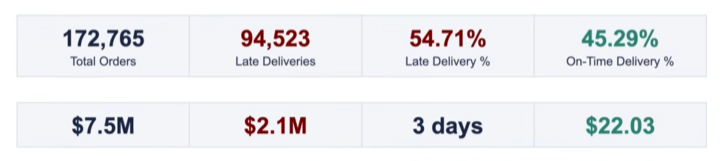 172,765 94,523 54.71% 45.29%
Total Orders Late Deliveries Late Delivery % On-Time Delivery %
$7.5M $2.1M 3 days $22.03